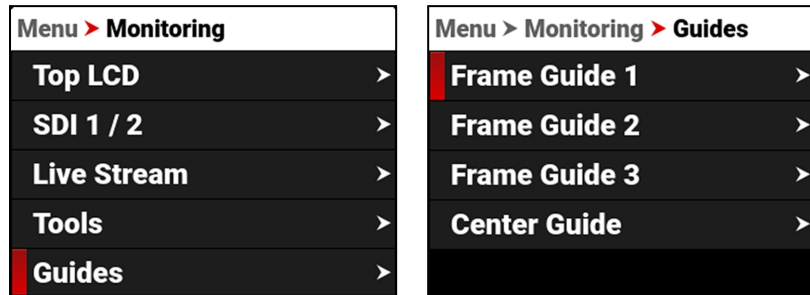 Menu ➤ Monitoring
Top LCD
SDI 1 / 2
Live Stream
Tools
Guides
Menu ➤ Monitoring ➤ Guides
Frame Guide 1
Frame Guide 2
Frame Guide 3
Center Guide